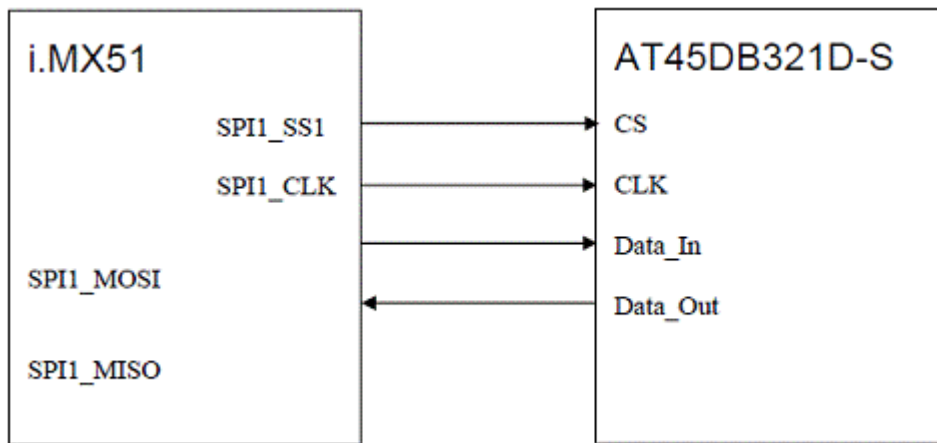 i.MX51
SPI1_SS1
SPI1_CLK
SPI1_MOSI
SPI1_MISO
AT45DB321D-S
CS
CLK
Data_In
Data_Out